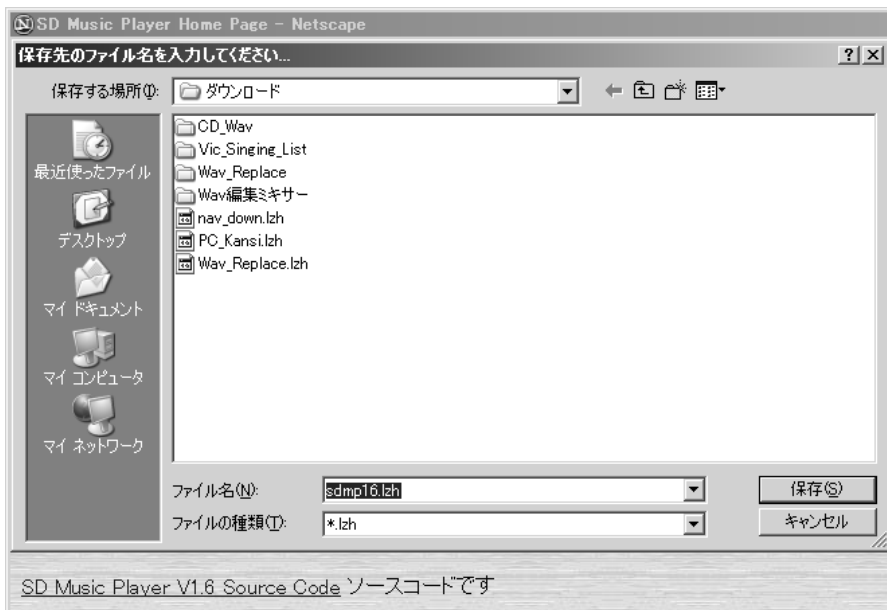 SD Music Player Home Page - Netscape
保存先のファイル名を入力してください...
保存する場所(I):
ダウンロード
CD_Wav
Vic_Singing_List
Wav_Replace
Wav編集ミキサー
nav_down.lzh
PC_Kansi.lzh
Wav_Replace.lzh
最近使ったファイル
デスクトップ
マイ ドキュメント
マイ コンピュータ
マイ ネットワーク
ファイル名(N):
sdmp16.lzh
保存(S)
ファイルの種類(T):
*.lzh
キャンセル
SD Music Player V1.6 Source Code ソースコードです